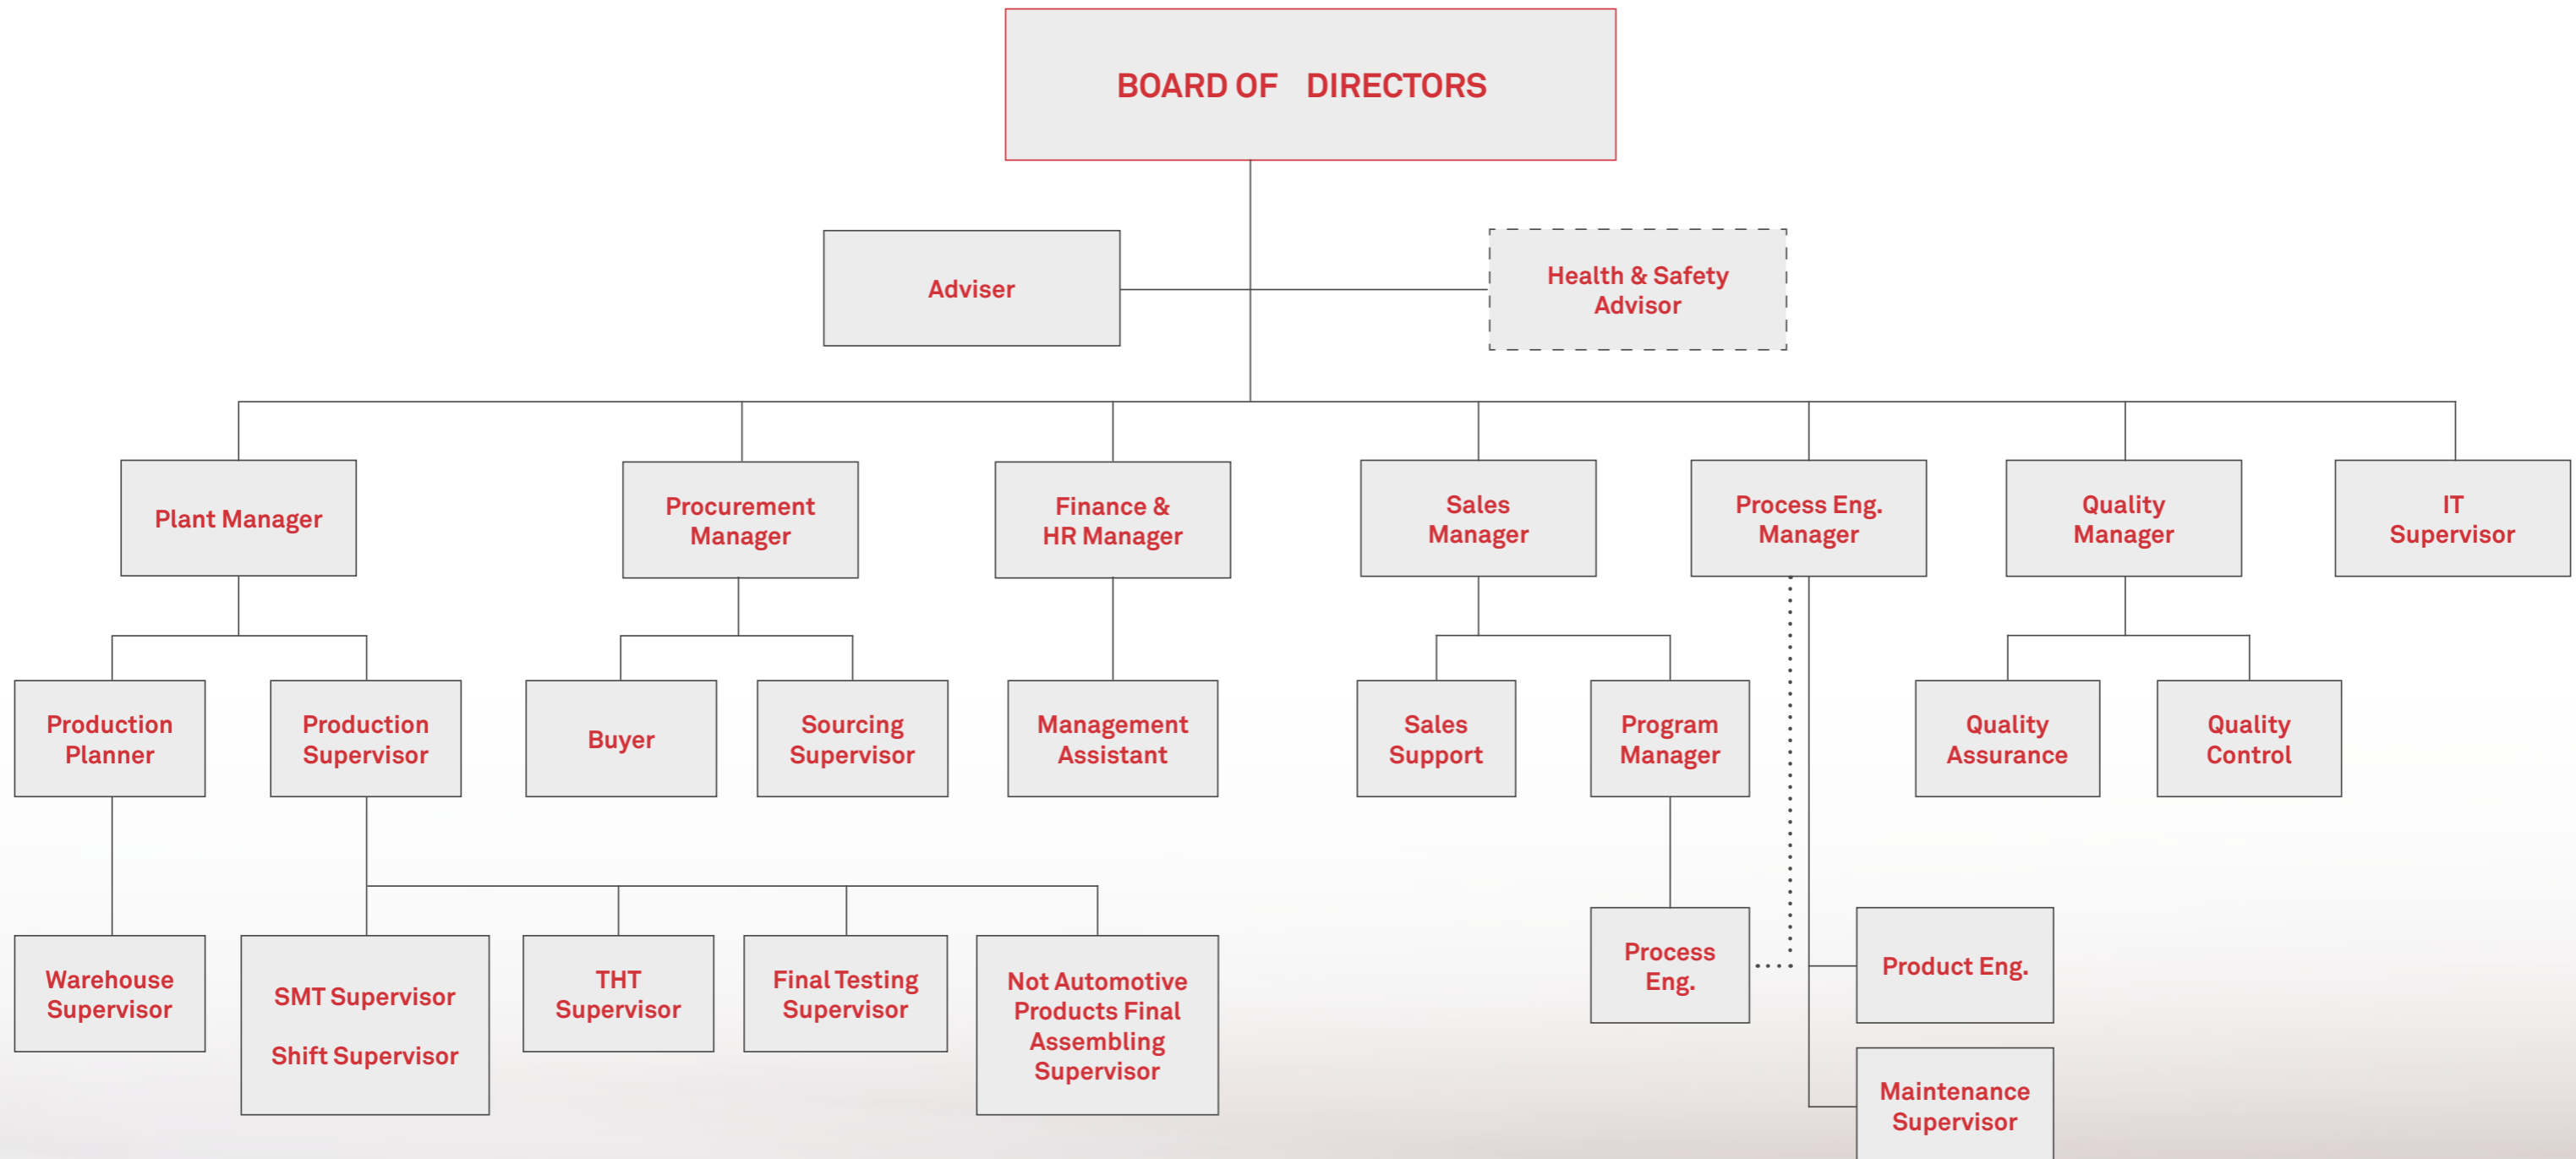 BOARD OF DIRECTORS
Adviser
Health & Safety
Advisor
Plant Manager
Procurement
Manager
Finance &
HR Manager
Sales
Manager
Process Eng.
Manager
Quality
Manager
IT
Supervisor
Production
Planner
Production
Supervisor
Buyer
Sourcing
Supervisor
Management
Assistant
Sales
Support
Program
Manager
Quality
Assurance
Quality
Control
Warehouse
Supervisor
SMT Supervisor
Shift Supervisor
THT
Supervisor
Final Testing
Supervisor
Not Automotive
Products Final
Assembling
Supervisor
Process
Eng.
Product Eng.
Maintenance
Supervisor